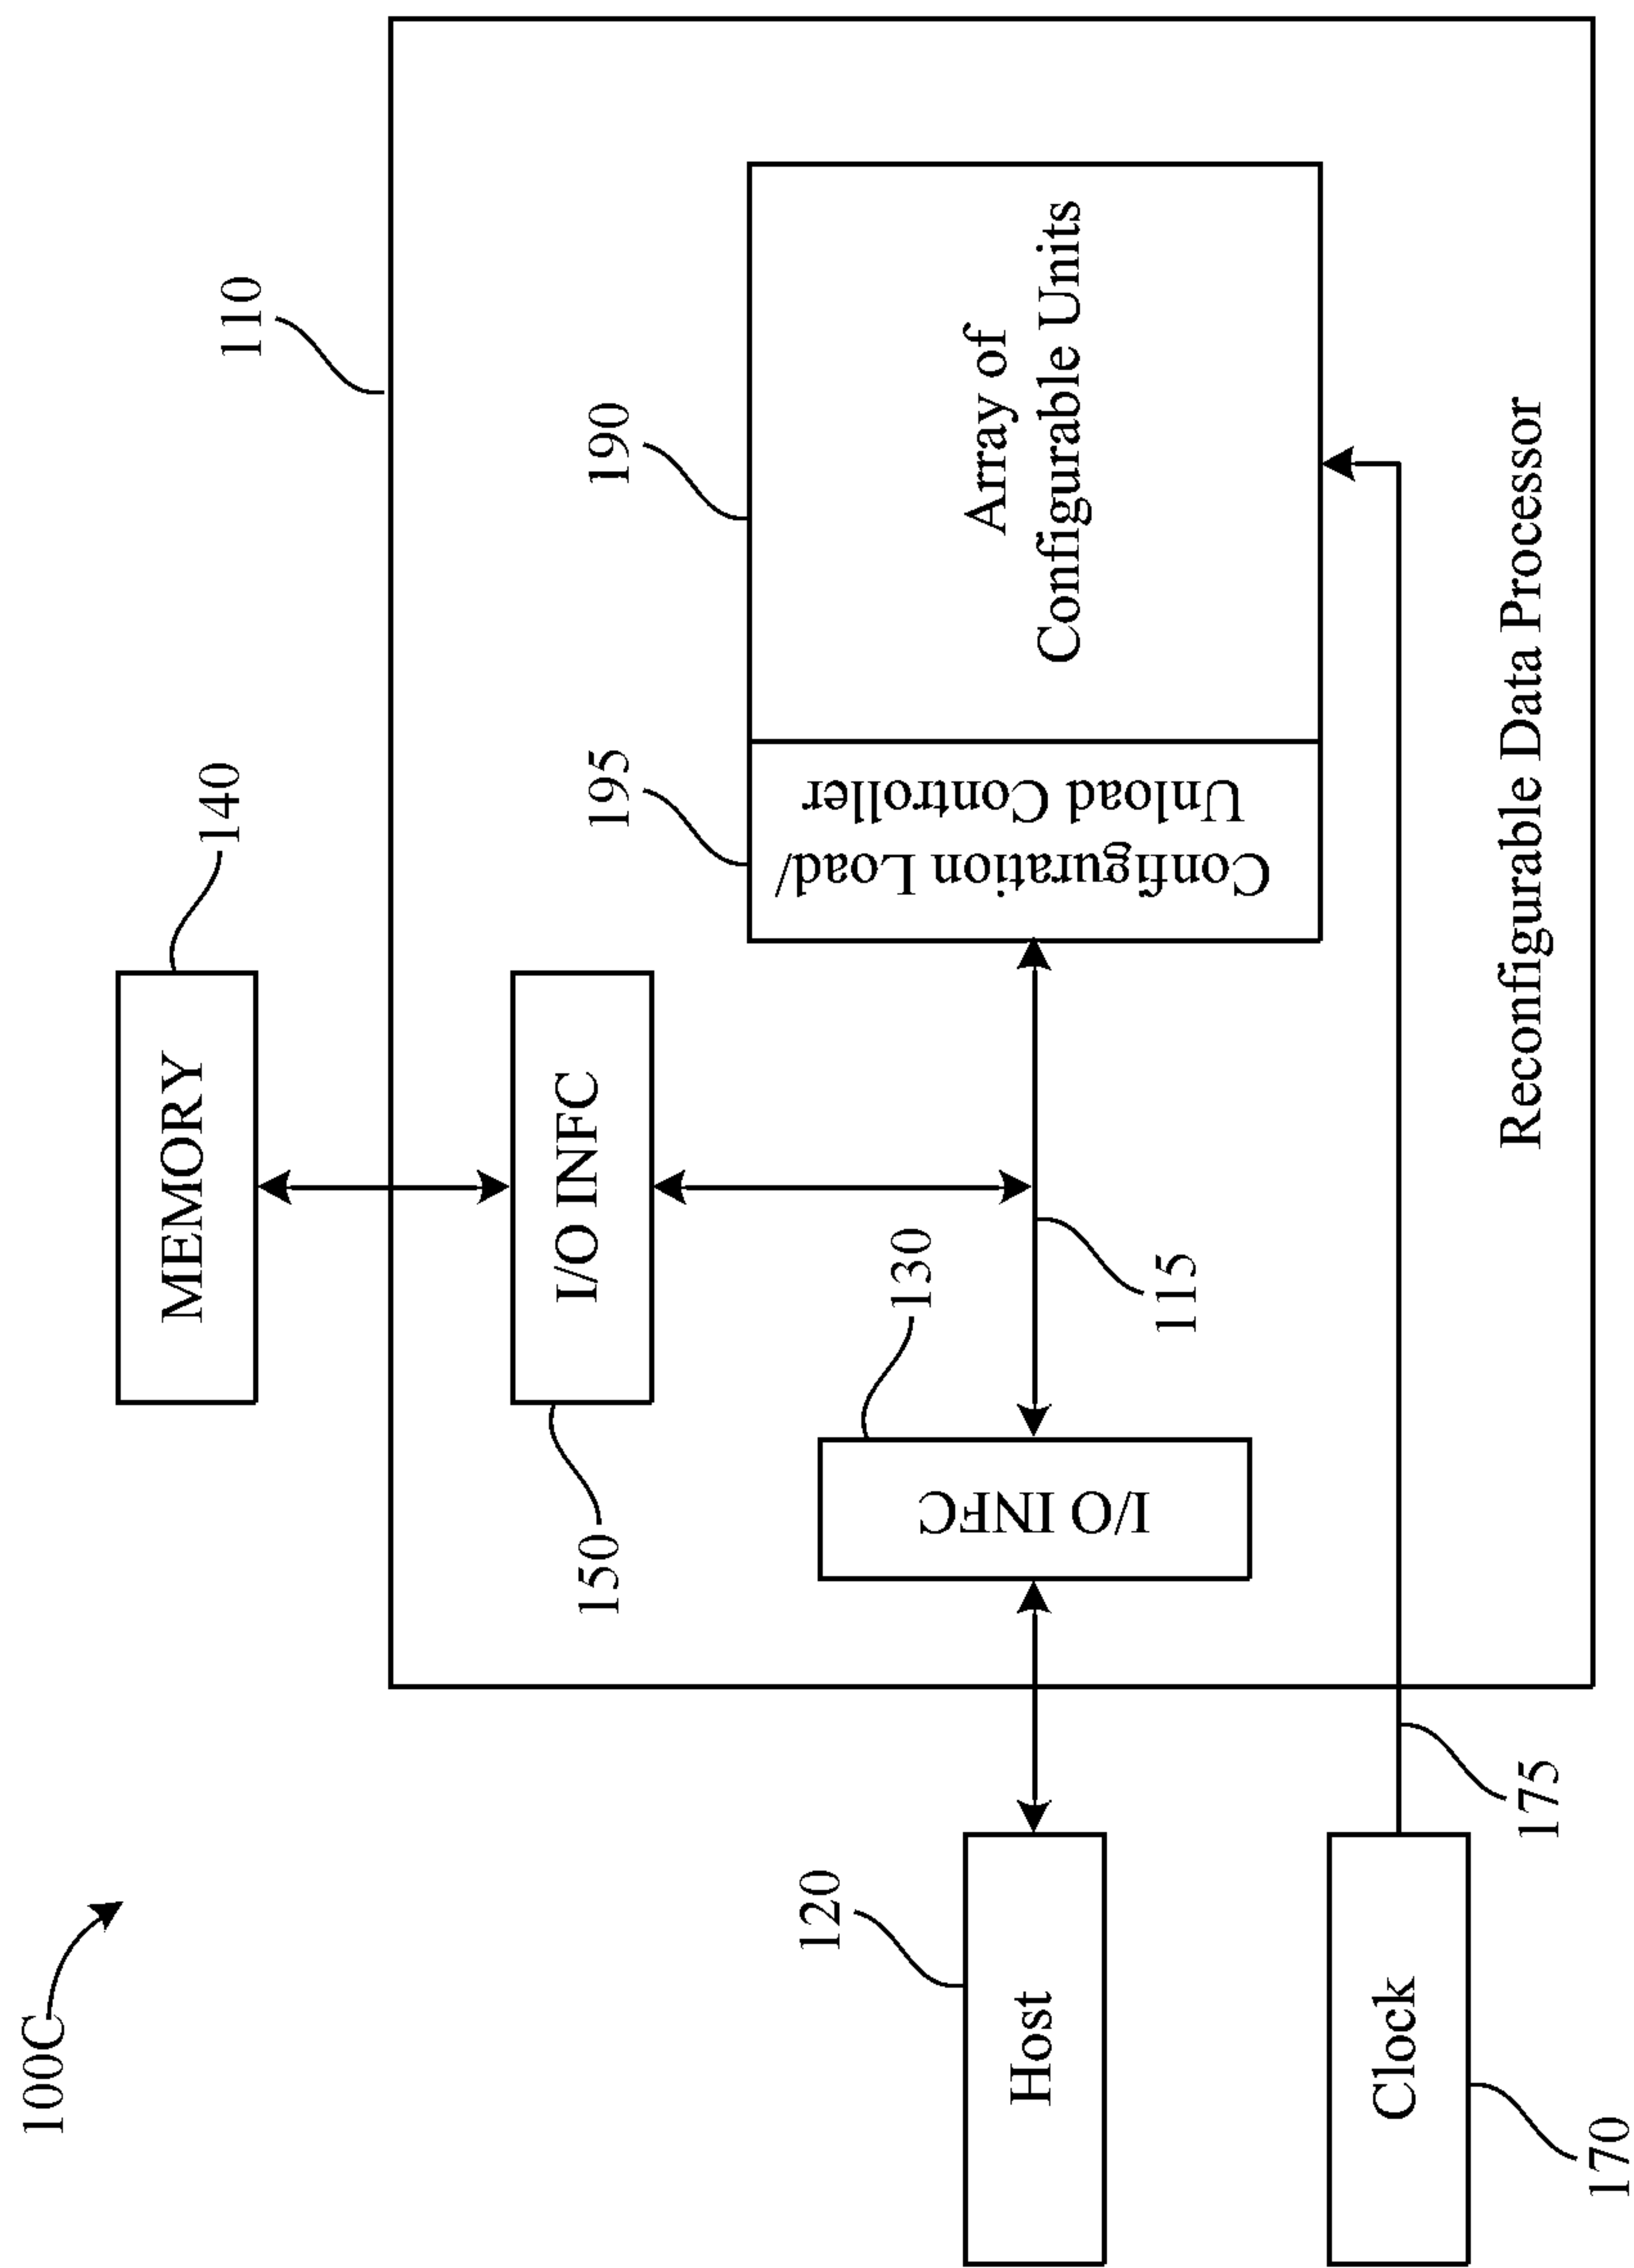 100C
MEMORY
140
110
I/O INFC
150
190
195
Array of
Configurable Units
Configuration Load/
Unload Controller
130
I/O INFC
115
120
Host
Clock
170
175
Reconfigurable Data Processor